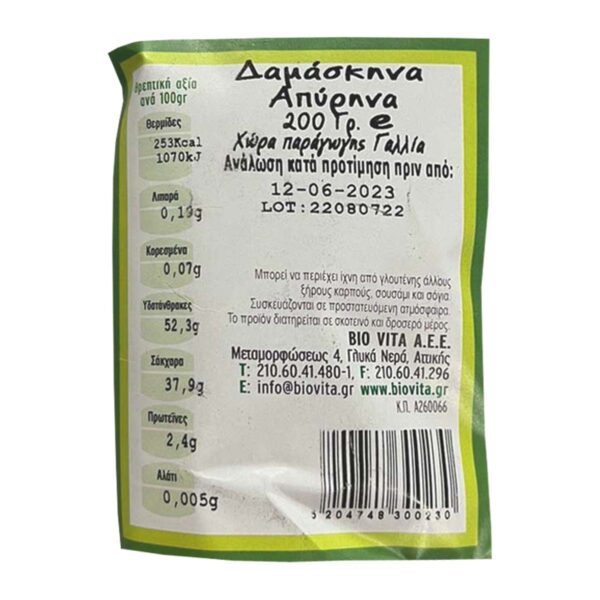 Θρεπτική αξία
ανά 100gr
Θερμίδες
253Kcal
1070kJ
Λιπαρά
0,19g
Κορεσμένα
0,07g
Υδατάνθρακες
52,3g
Σάκχαρα
37,9g
Πρωτεΐνες
2,4g
Αλάτι
0,005g
Δαμάσκηνα
Απύρηνα
200 Γρ. e
Χώρα παράγωγης Γαλλία
Ανάλωση κατά προτίμηση πριν από:
12-06-2023
LOT:22080722
Μπορεί να περιέχει ίχνη από γλουτένης άλλους
ξήρους καρπούς, σουσάμι και σόγια.
Συσκευάζονται σε προστατευόμενη ατμόσφαιρα.
Το προϊόν διατηρείται σε σκοτεινό και δροσερό μέρος.
BIO VITA A.E.E.
Μεταμορφώσεως 4, Γλυκά Νερά, Αττικής
T: 210.60.41.480-1, F: 210.60.41.296
E: info@biovita.gr www.biovita.gr
Κ.Π. Α260066
5 204748 300230